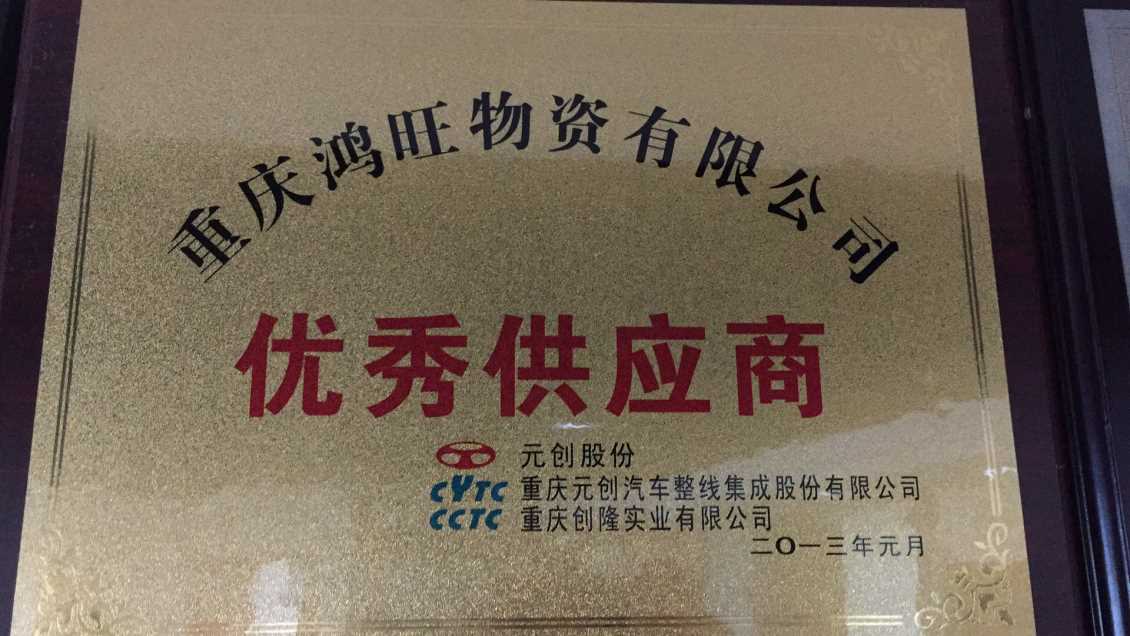 重庆鸿旺物资有限公司
优秀供应商
元创股份
CYTC 重庆元创汽车整线集成股份有限公司
CCTC 重庆创隆实业有限公司
二O一三年元月